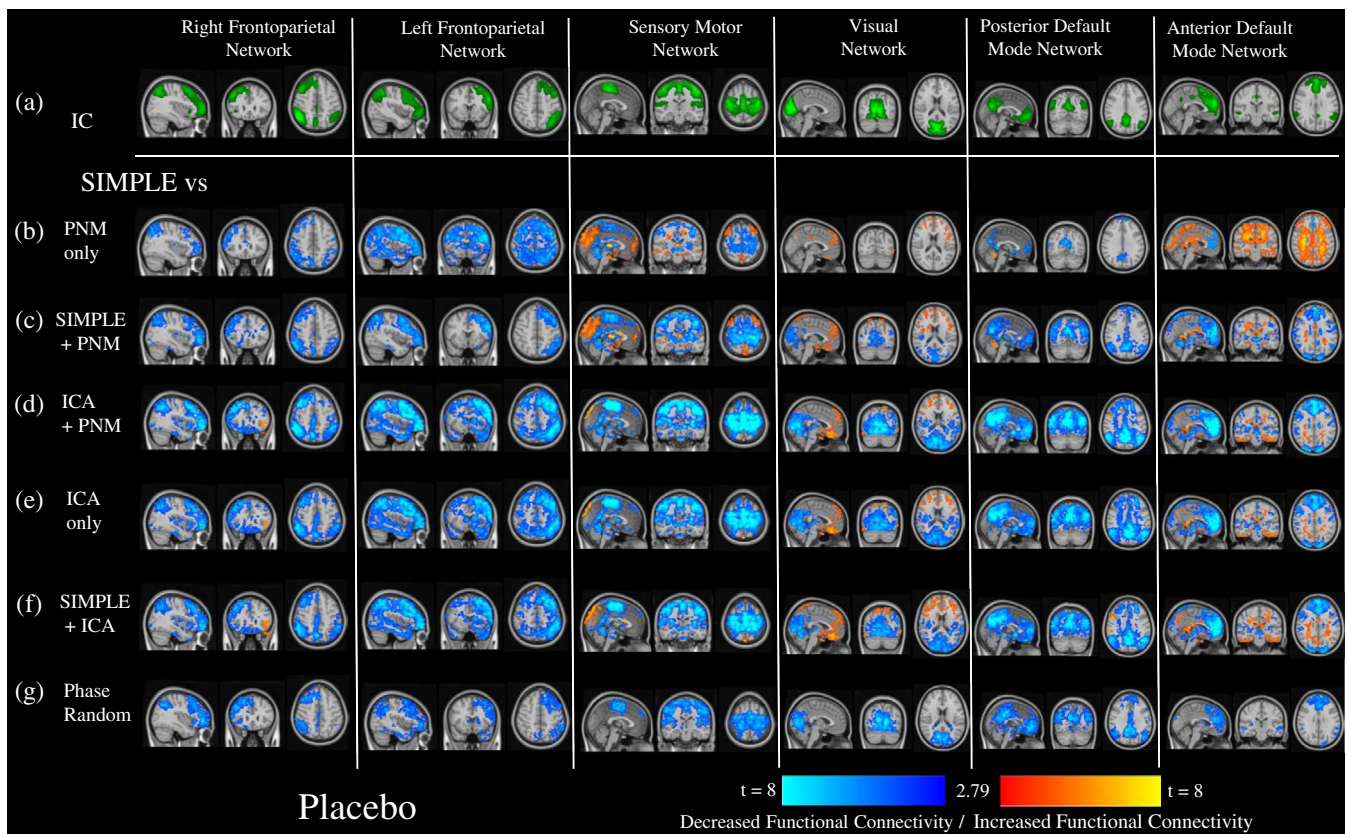 Right Frontoparietal
Network
Left Frontoparietal
Network
Sensory Motor
Network
Visual
Network
Posterior Default
Mode Network
Anterior Default
Mode Network
(a)
IC
SIMPLE vs
(b)
PNM
only
(c)
SIMPLE
+ PNM
(d)
ICA
+ PNM
(e)
ICA
only
(f)
SIMPLE
+ ICA
(g)
Phase
Random
Placebo
t = 8
2.79
t = 8
Decreased Functional Connectivity / Increased Functional Connectivity